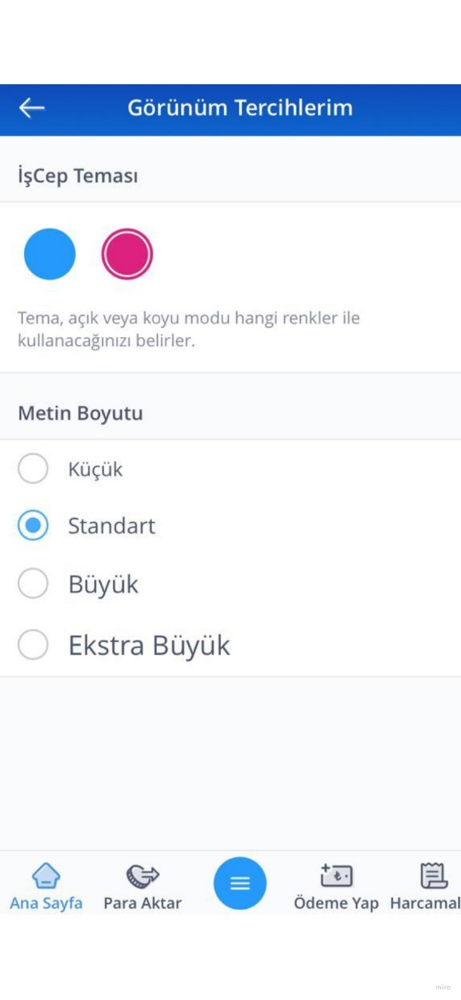 Görünüm Tercihlerim
İşCep Teması
Tema, açık veya koyu modu hangi renkler ile
kullanacağınızı belirler.
Metin Boyutu
Küçük
Standart
Büyük
Ekstra Büyük
Ana Sayfa Para Aktar Ödeme Yap Harcamal
miro